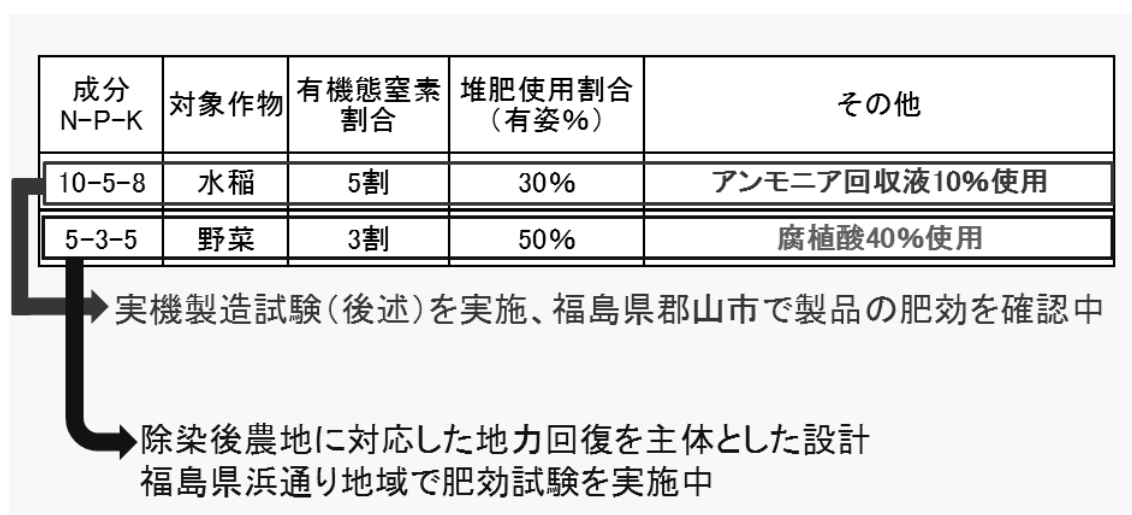 成分
N-P-K
対象作物
有機態窒素
割合
堆肥使用割合
(有姿%)
その他
10-5-8 水稲 5割 30% アンモニア回収液10%使用
5-3-5 野菜 3割 50% 腐植酸40%使用
実機製造試験(後述)を実施、福島県郡山市で製品の肥効を確認中
除染後農地に対応した地力回復を主体とした設計
福島県浜通り地域で肥効試験を実施中